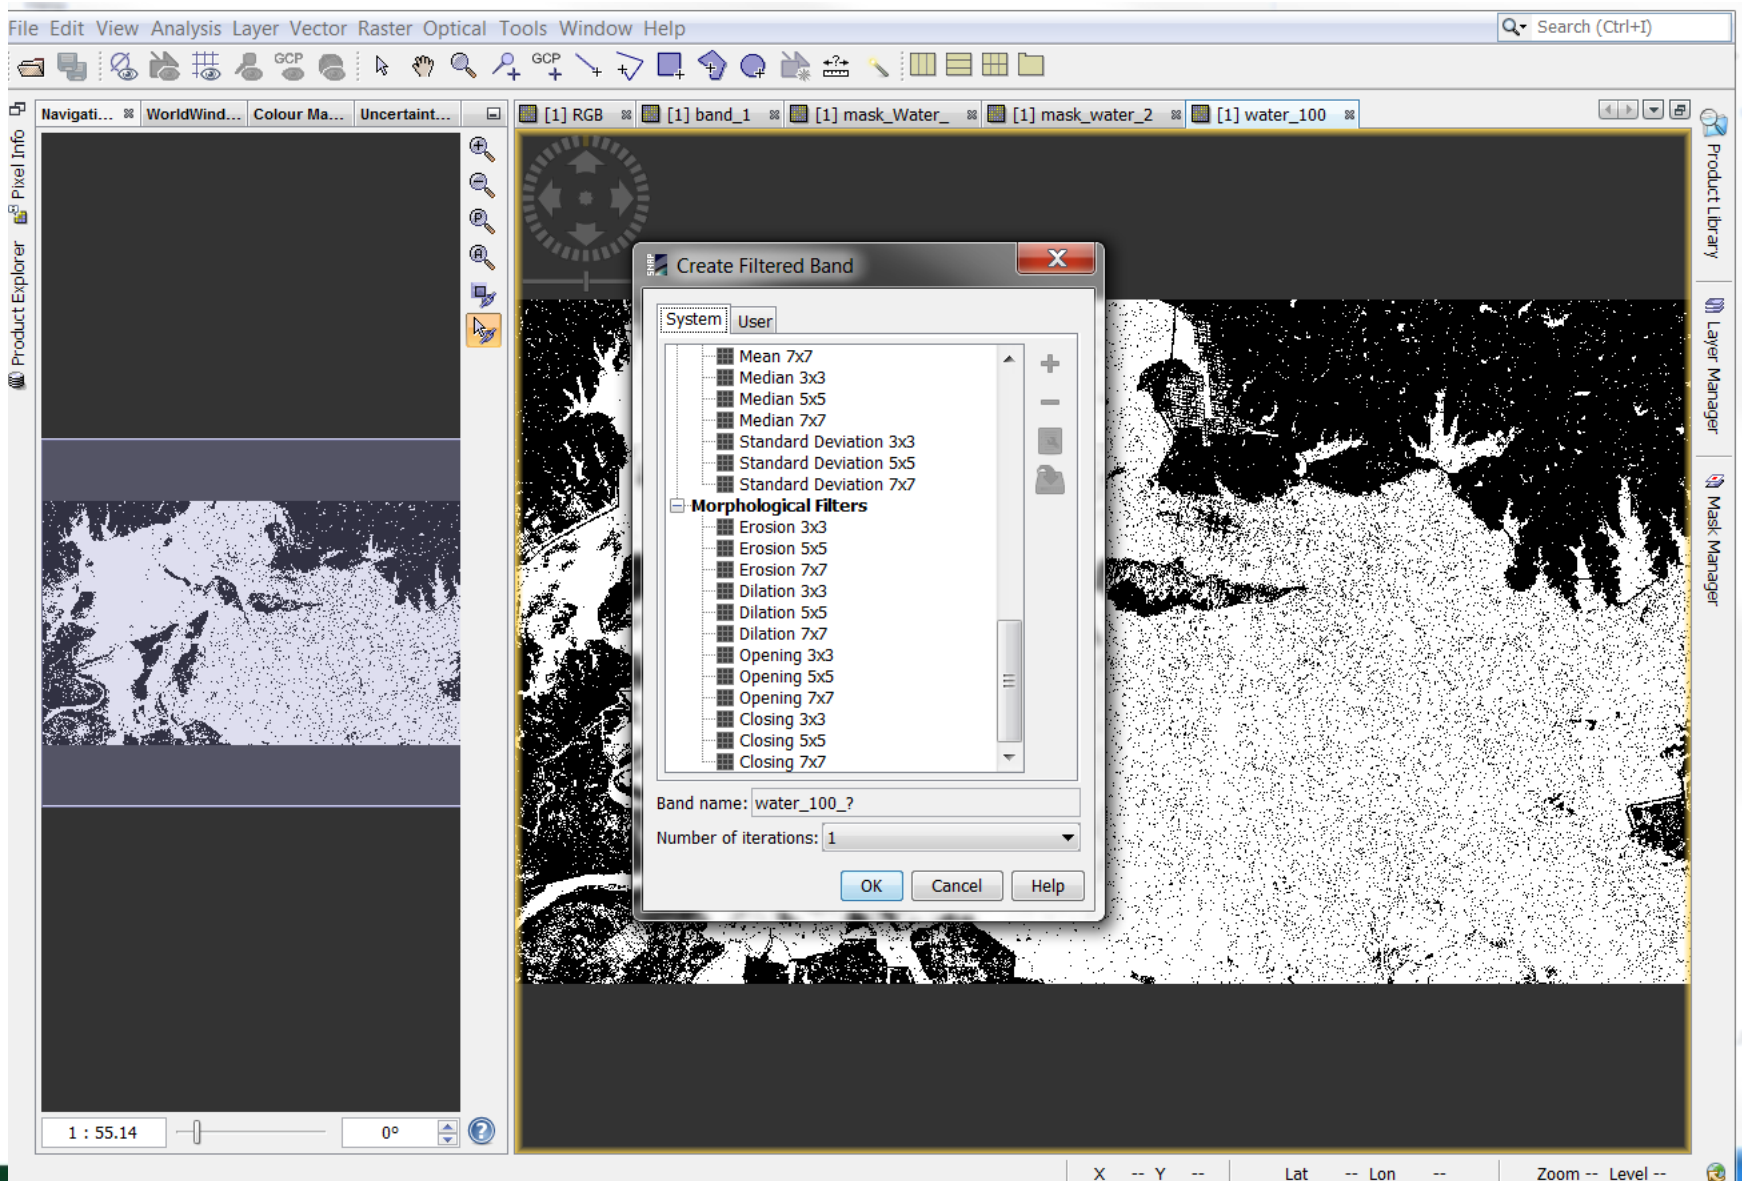 File Edit View Analysis Layer Vector Raster Optical Tools Window Help
Search (Ctrl+I)
GCP
GCP
Navigati...
WorldWind...
Colour Ma...
Uncertaint...
[1] RGB
[1] band_1
[1] mask_Water_
[1] mask_water_2
[1] water_100
Pixel Info
Product Explorer
Product Library
Layer Manager
Mask Manager
SNAP
Create Filtered Band
System
User
Mean 7x7
Median 3x3
Median 5x5
Median 7x7
Standard Deviation 3x3
Standard Deviation 5x5
Standard Deviation 7x7
Morphological Filters
Erosion 3x3
Erosion 5x5
Erosion 7x7
Dilation 3x3
Dilation 5x5
Dilation 7x7
Opening 3x3
Opening 5x5
Opening 7x7
Closing 3x3
Closing 5x5
Closing 7x7
Band name: water_100_?
Number of iterations: 1
OK
Cancel
Help
1 : 55.14
0°
X -- Y --
Lat -- Lon --
Zoom -- Level --